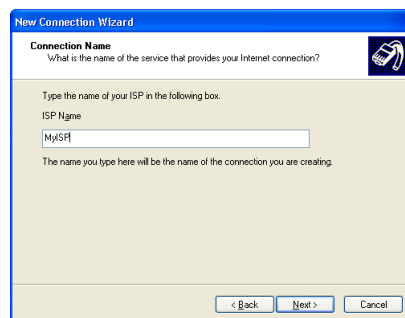 New Connection Wizard
Connection Name
What is the name of the service that provides your Internet connection?
Type the name of your ISP in the following box.
ISP Name
MyISP
The name you type here will be the name of the connection you are creating.
< Back
Next >
Cancel